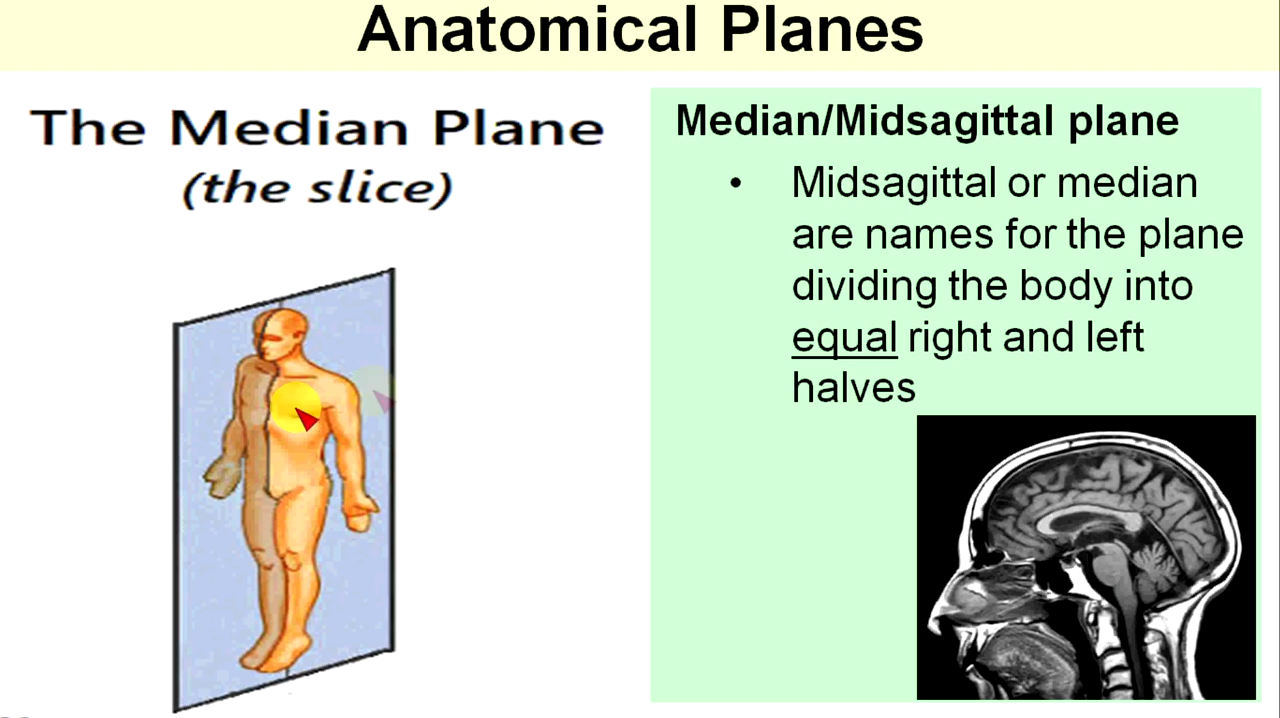 Anatomical Planes
The Median Plane
(the slice)
Median/Midsagittal plane
• Midsagittal or median
are names for the plane
dividing the body into
equal right and left
halves